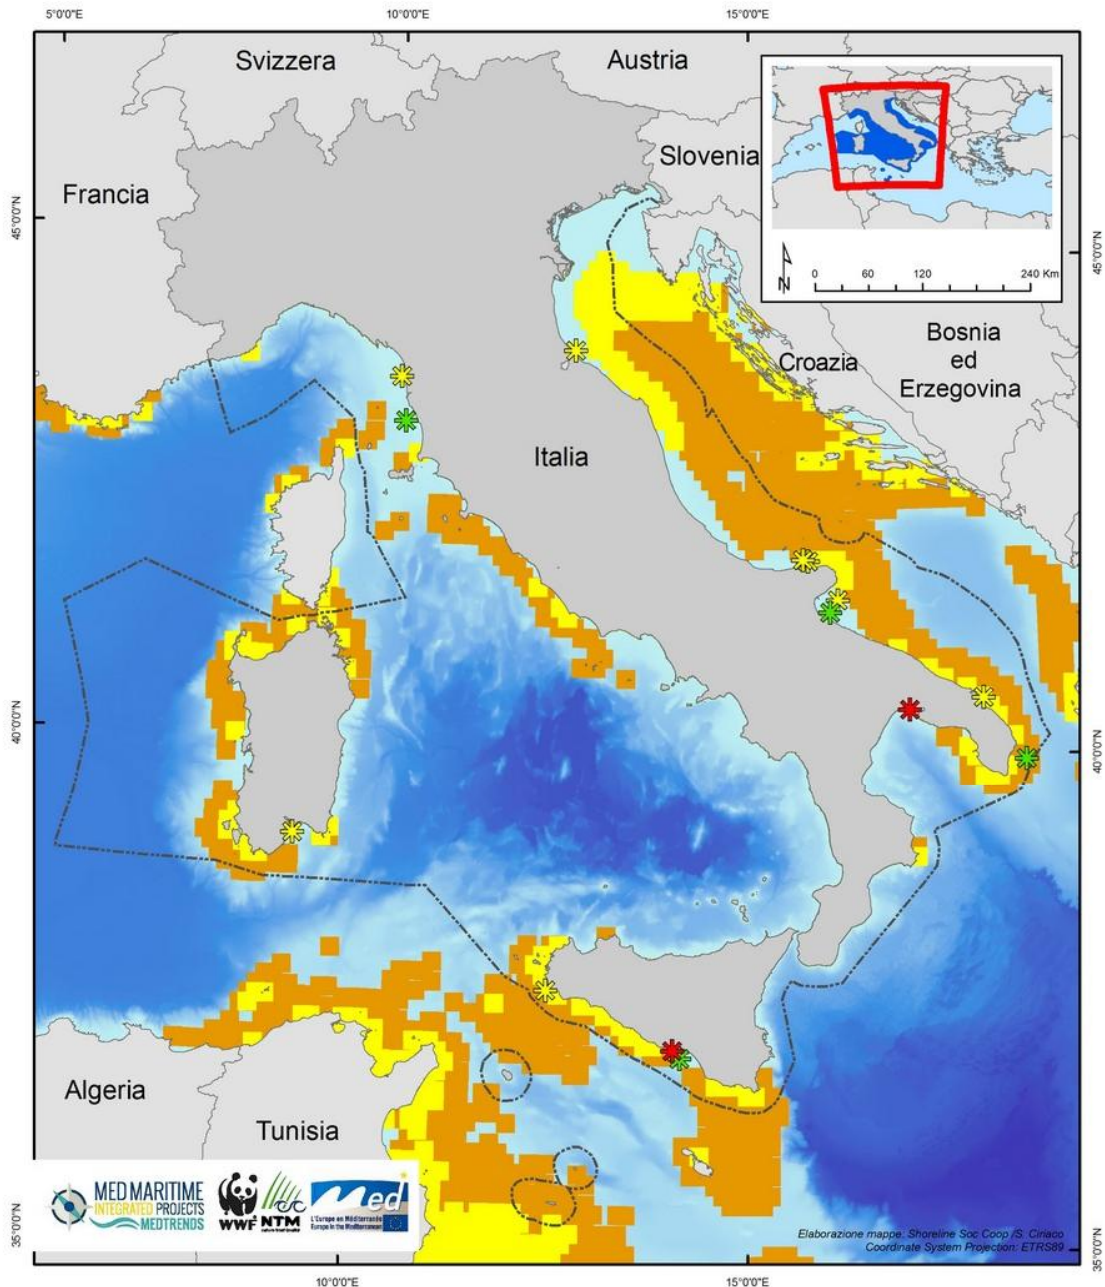 5°0'0"E
10°0'0"E
15°0'0"E
Svizzera
Austria
Slovenia
Francia
45°0'0"N
45°0'0"N
0 60 120 240 Km
Bosnia
ed
Erzegovina
Croazia
Italia
40°0'0"N
40°0'0"N
Algeria
Tunisia
MED MARITIME
INTEGRATED PROJECTS
MEDTRENDS
WWF
NTM
Med
L'Europe en Méditerranée
Europe in the Mediterranean
Elaborazione mappe: Shoreline Soc Coop /S. Ciriaco
Coordinate System Projection: ETRS89
35°0'0"N
35°0'0"N
10°0'0"E
15°0'0"E